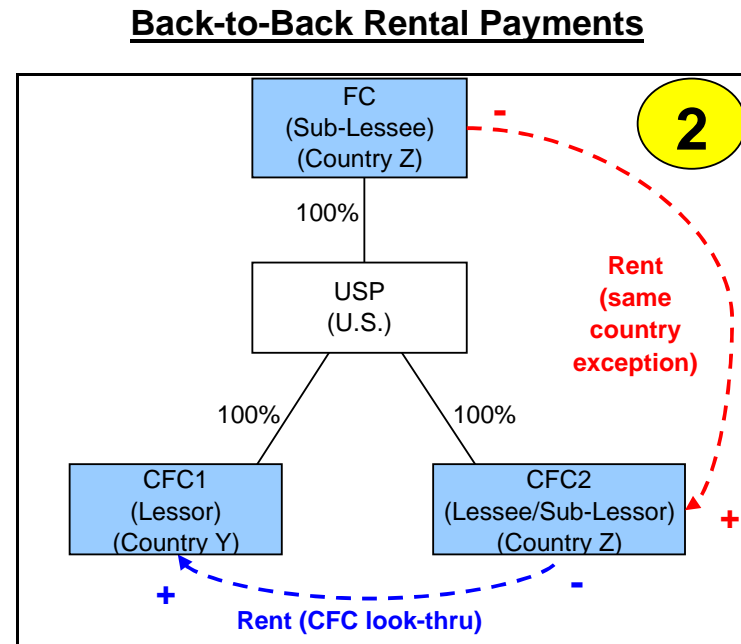 Back-to-Back Rental Payments
FC
(Sub-Lessee)
(Country Z)
-
2
100%
Rent
(same
country
exception)
USP
(U.S.)
100%
100%
CFC1
(Lessor)
(Country Y)
CFC2
(Lessee/Sub-Lessor)
(Country Z)
+
+
-
Rent (CFC look-thru)